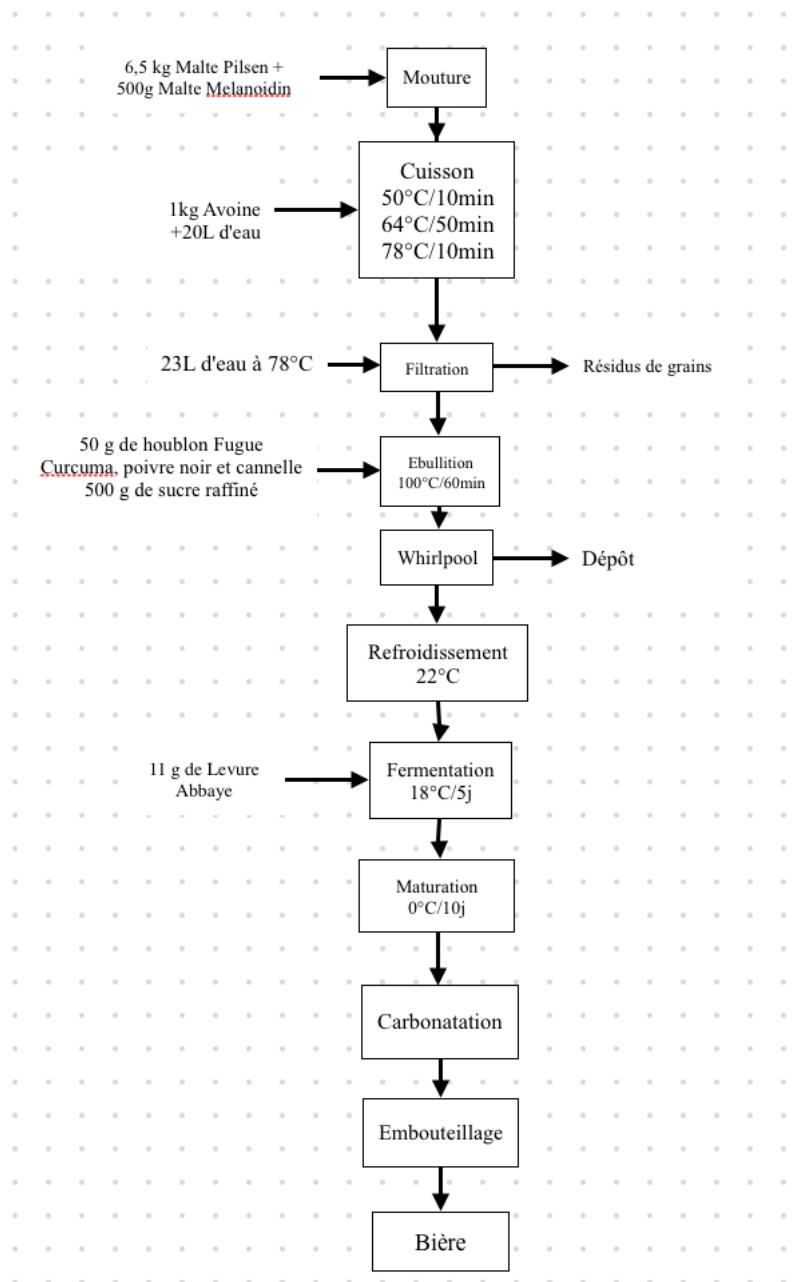 6,5 kg Malte Pilsen +
500g Malte Melanoidin
Mouture
Cuisson
50°C/10min
64°C/50min
78°C/10min
1kg Avoine
+20L d'eau
23L d'eau à 78°C
Filtration
Résidus de grains
50 g de houblon Fugue
Curcuma, poivre noir et cannelle
500 g de sucre raffiné
Ebullition
100°C/60min
Whirlpool
Dépôt
Refroidissement
22°C
11 g de Levure
Abbaye
Fermentation
18°C/5j
Maturation
0°C/10j
Carbonatation
Embouteillage
Bière